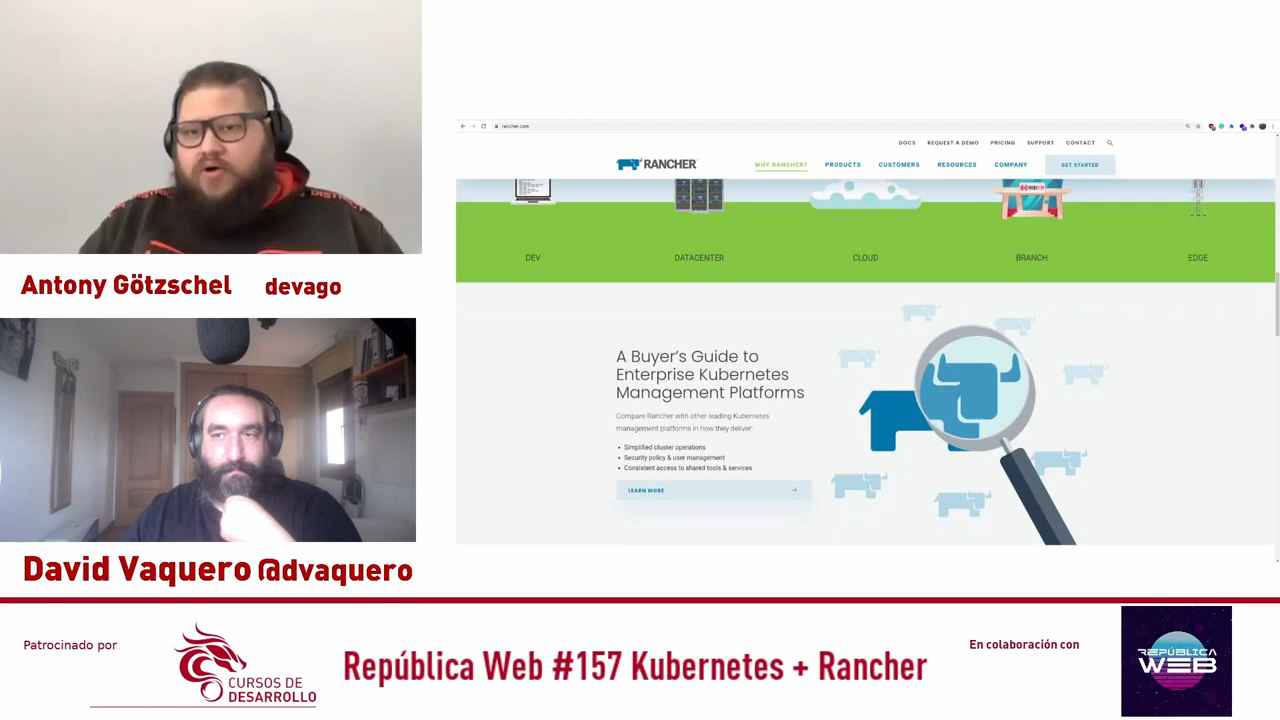 Antony Götzschel devago
David Vaquero @dvaquero
rancher.com
DOCS REQUEST A DEMO PRICING SUPPORT CONTACT
RANCHER WHY RANCHER? PRODUCTS CUSTOMERS RESOURCES COMPANY GET STARTED
DEV DATACENTER CLOUD BRANCH EDGE
A Buyer's Guide to
Enterprise Kubernetes
Management Platforms
Compare Rancher with other leading Kubernetes
management platforms in how they deliver:
• Simplified cluster operations
• Security policy & user management
• Consistent access to shared tools & services
LEARN MORE →
Patrocinado por
CURSOS DE
DESARROLLO
República Web #157 Kubernetes + Rancher
En colaboración con
REPÚBLICA
WEB